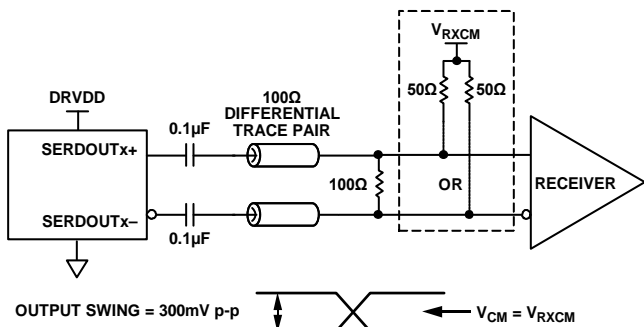 V_RXCM
50Ω 50Ω
DRVDD
100Ω
DIFFERENTIAL
TRACE PAIR
0.1µF
SERDOUTx+
100Ω
OR
RECEIVER
SERDOUTx–
0.1µF
OUTPUT SWING = 300mV p-p
V_CM = V_RXCM